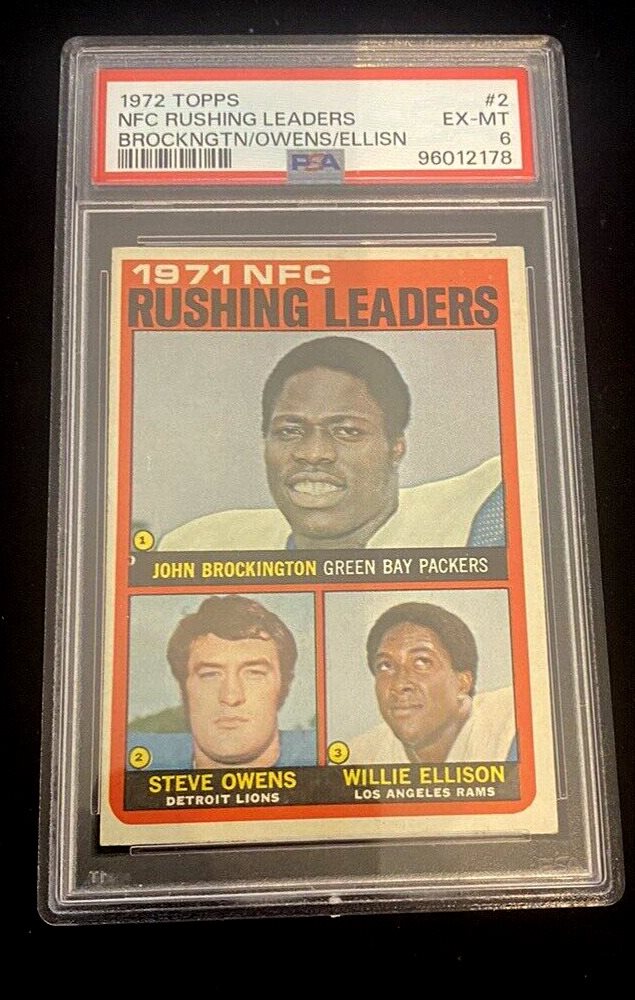 1972 TOPPS #2
NFC RUSHING LEADERS EX-MT
BROCKNGTN/OWENS/ELLISN 6
PSA 96012178
1971 NFC
RUSHING LEADERS
1
JOHN BROCKINGTON GREEN BAY PACKERS
2 3
STEVE OWENS WILLIE ELLISON
DETROIT LIONS LOS ANGELES RAMS